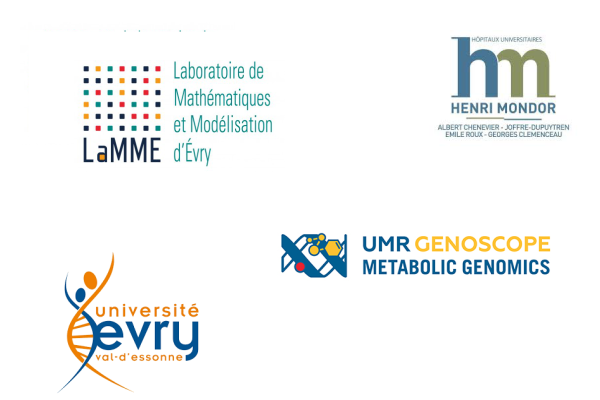 LaMME
Laboratoire de
Mathématiques
et Modélisation
d'Évry
HÔPITAUX UNIVERSITAIRES
hm
HENRI MONDOR
ALBERT CHENEVIER - JOFFRE-DUPUYTREN
EMILE ROUX - GEORGES CLEMENCEAU
UMR GENOSCOPE
METABOLIC GENOMICS
université
evry
val-d'essonne